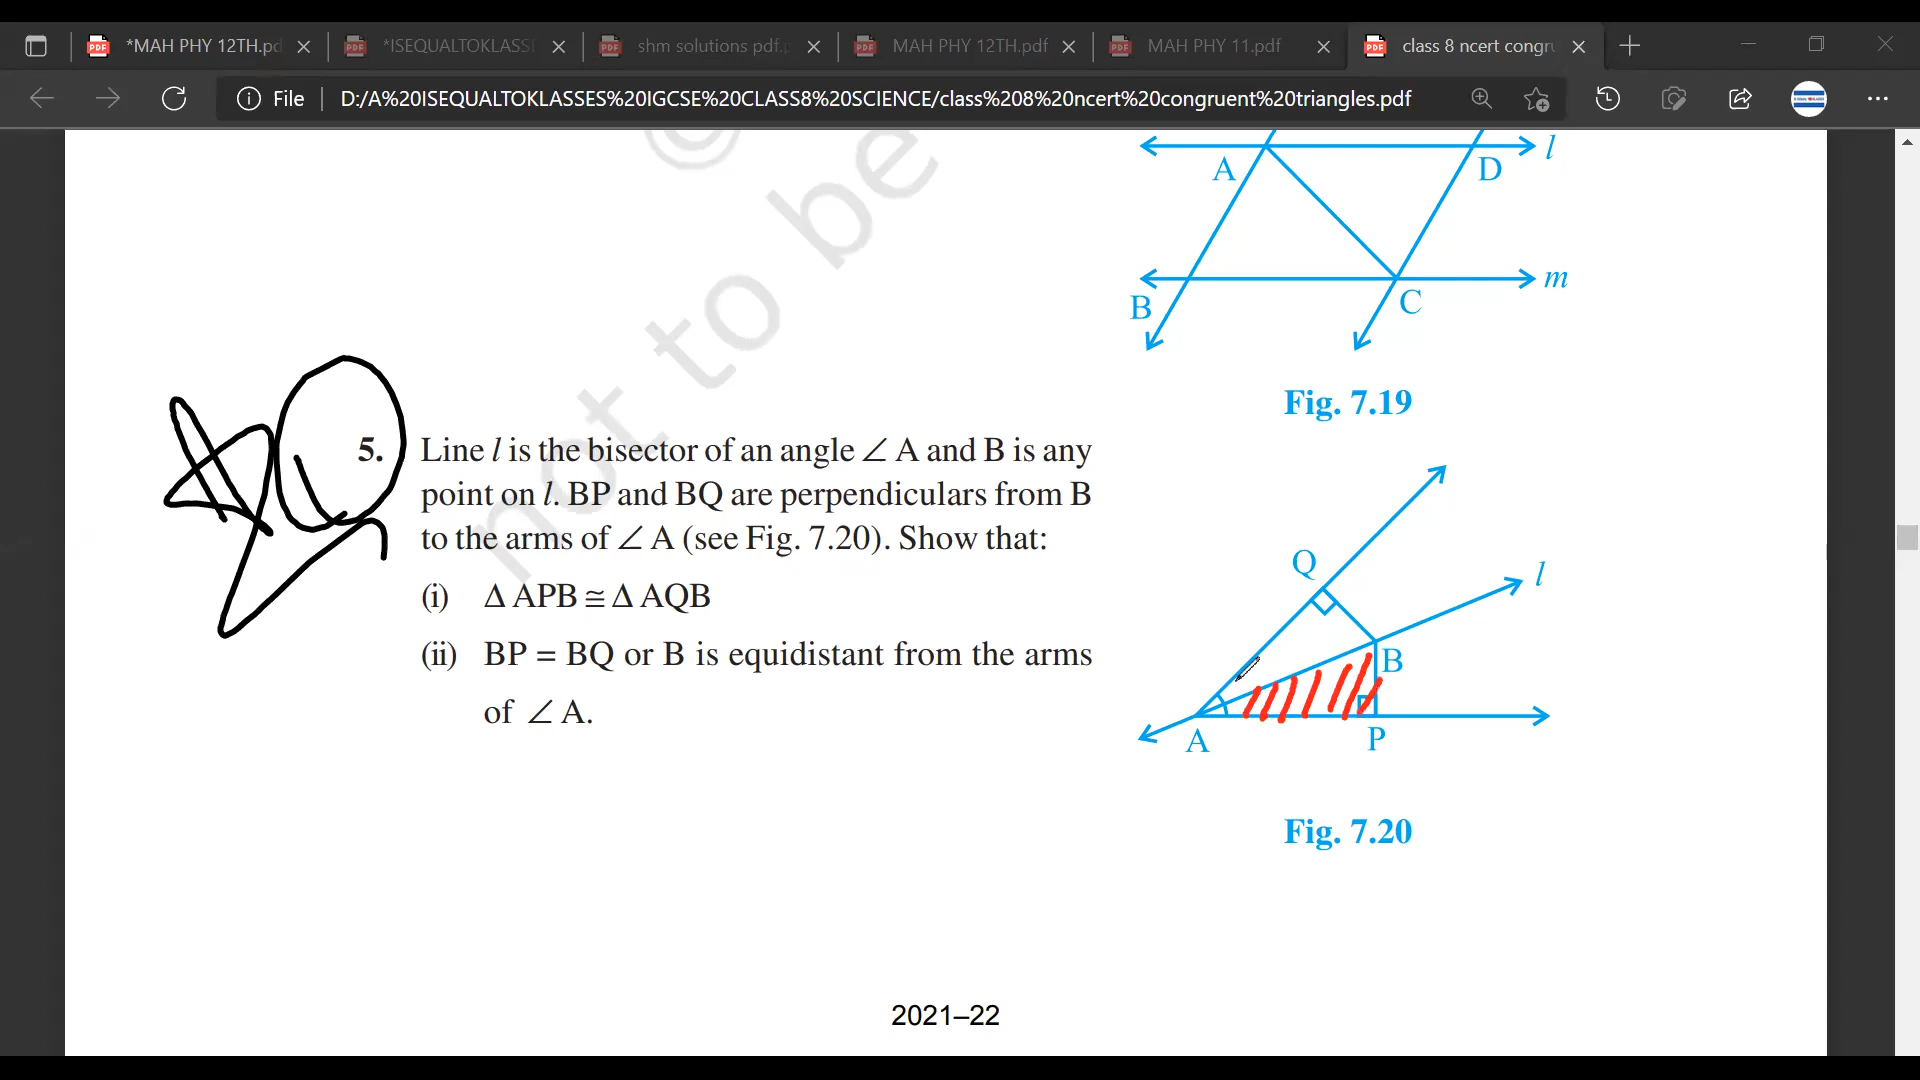 *MAH PHY 12TH.pd
*ISEQUALTOKLASSE
shm solutions pdf.
MAH PHY 12TH.pdf
MAH PHY 11.pdf
class 8 ncert congru
File
D:/A%20ISEQUALTOKLASSES%20IGCSE%20CLASS8%20SCIENCE/class%208%20ncert%20congruent%20triangles.pdf
© not to be
A
D
l
B
C
m
Fig. 7.19
5. Line l is the bisector of an angle ∠ A and B is any
point on l. BP and BQ are perpendiculars from B
to the arms of ∠ A (see Fig. 7.20). Show that:
(i) Δ APB ≅ Δ AQB
(ii) BP = BQ or B is equidistant from the arms
of ∠ A.
Q
l
B
A
P
Fig. 7.20
2021–22